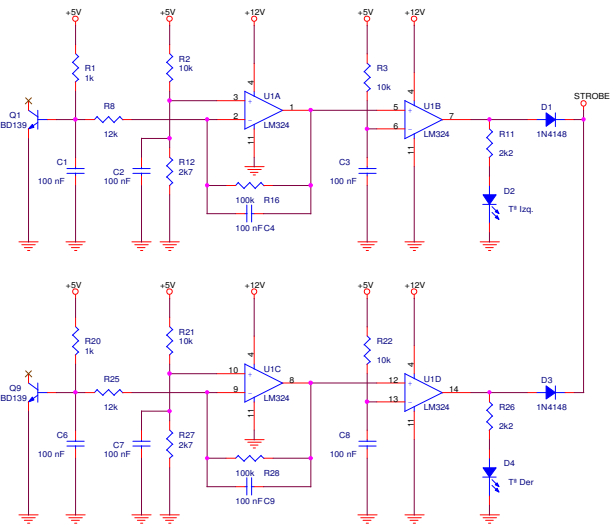 +5V
+5V
+12V
+5V
+12V
R1
1k
R2
10k
R3
10k
STROBE
Q1
BD139
R8
12k
3
2
4
11
1
U1A
LM324
5
6
4
11
7
U1B
LM324
D1
1N4148
R11
2k2
C1
100 nF
C2
100 nF
R12
2k7
C3
100 nF
100k
R16
100 nF
C4
D2
Tª Izq.
+5V
+5V
+12V
+5V
+12V
R20
1k
R21
10k
R22
10k
Q9
BD139
R25
12k
10
9
4
11
8
U1C
LM324
12
13
4
11
14
U1D
LM324
D3
1N4148
R26
2k2
C6
100 nF
C7
100 nF
R27
2k7
C8
100 nF
100k
R28
100 nF
C9
D4
Tª Der